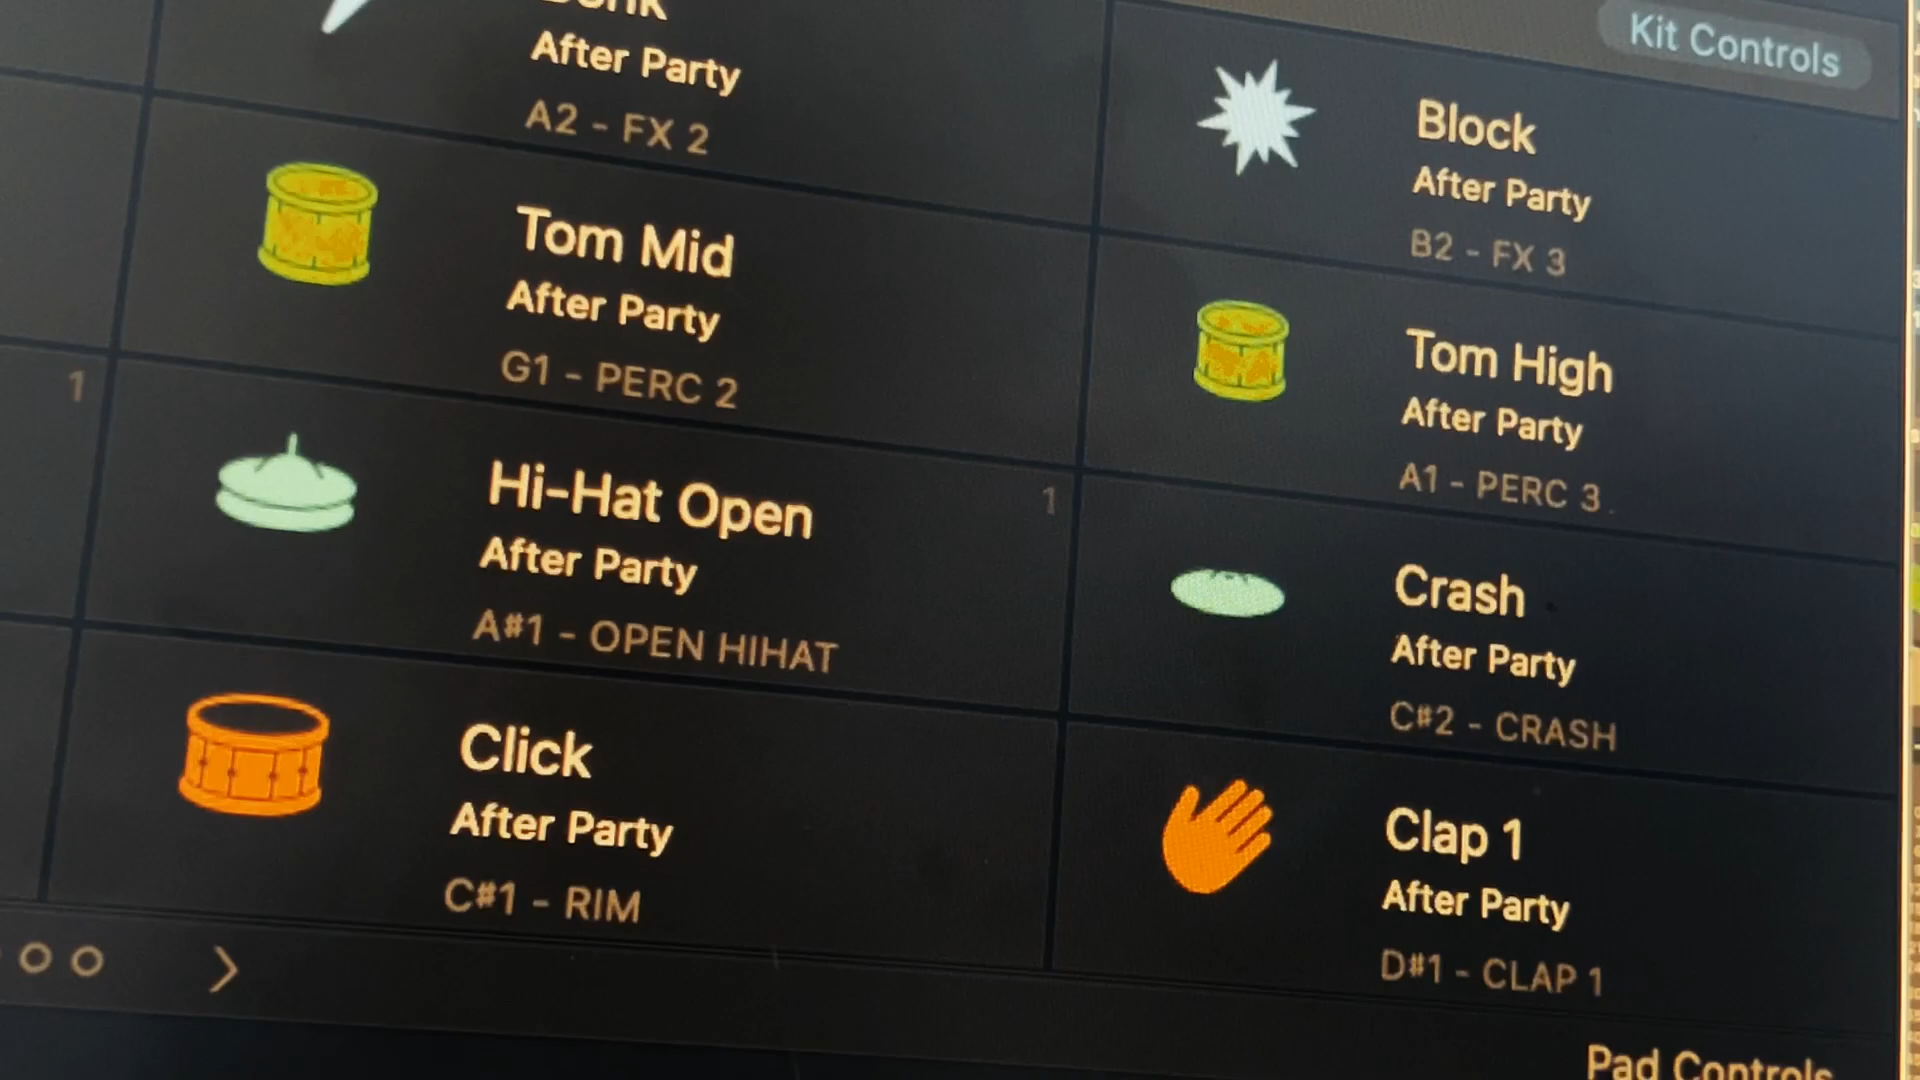 Kit Controls
After Party
A2 - FX 2
Block
After Party
B2 - FX 3
Tom Mid
After Party
G1 - PERC 2
Tom High
After Party
A1 - PERC 3
1
Hi-Hat Open
After Party
A#1 - OPEN HIHAT
1
Crash
After Party
C#2 - CRASH
Click
After Party
C#1 - RIM
Clap 1
After Party
D#1 - CLAP 1
Pad Controls